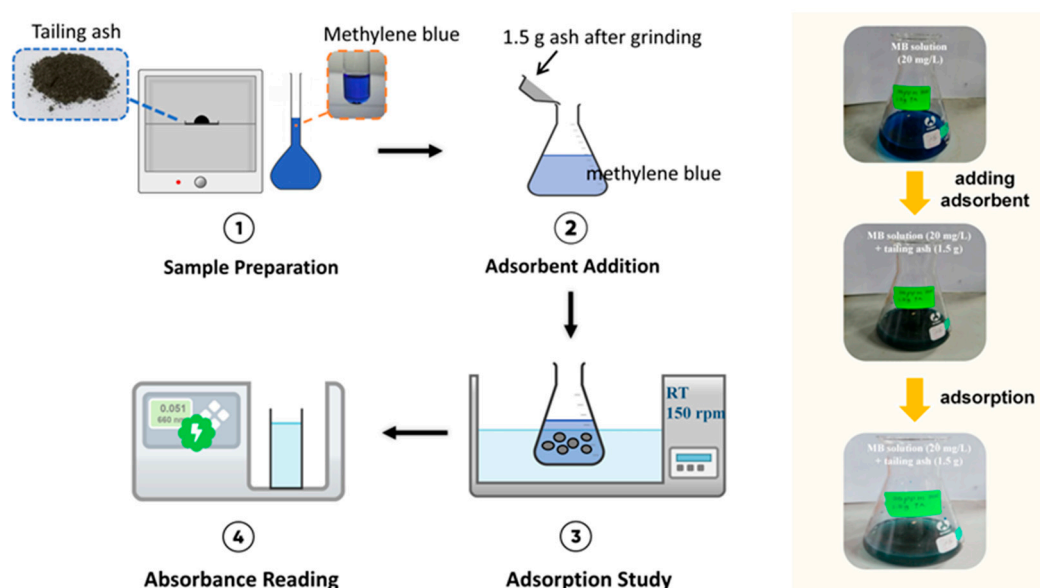 Tailing ash
Methylene blue
1
Sample Preparation
1.5 g ash after grinding
methylene blue
2
Adsorbent Addition
RT
150 rpm
3
Adsorption Study
0.051
660 nm
4
Absorbance Reading
MB solution
(20 mg/L)
adding
adsorbent
MB solution (20 mg/L)
+ tailing ash (1.5 g)
adsorption
MB solution (20 mg/L)
+ tailing ash (1.5 g)